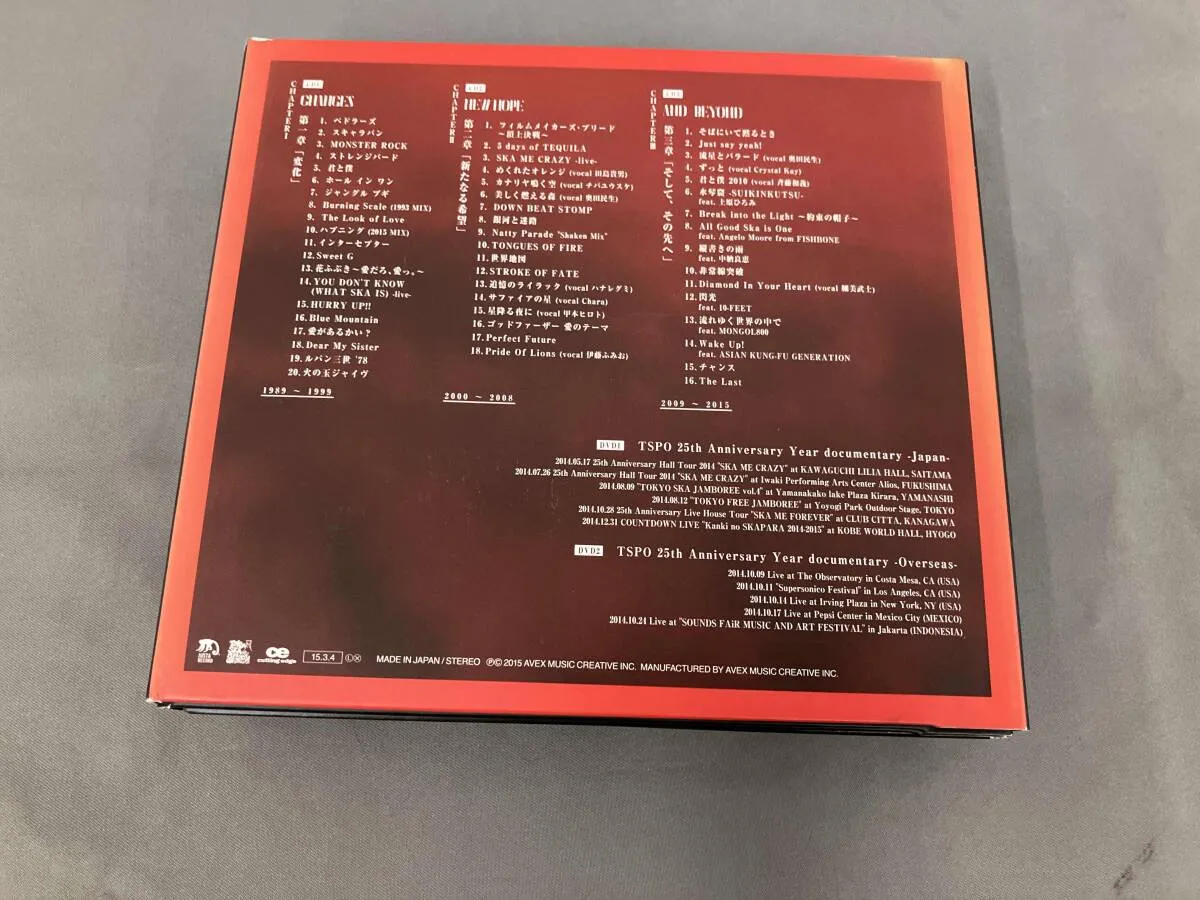 CD1
CHAPTER I
CHANGES
第一章「変化」
1. ペドラーズ
2. スキャラバン
3. MONSTER ROCK
4. ストレンジバード
5. 君と僕
6. ホール イン ワン
7. ジャングル ブギ
8. Burning Scale (1993 MIX)
9. The Look of Love
10. ハプニング (2015 MIX)
11. インターセプター
12. Sweet G
13. 花ふぶき〜愛だろ、愛っ。〜
14. YOU DON'T KNOW
(WHAT SKA IS) -live-
15. HURRY UP!!
16. Blue Mountain
17. 愛があるかい?
18. Dear My Sister
19. ルパン三世 '78
20. 火の玉ジャイヴ
1989 〜 1999
CD2
CHAPTER II
NEW HOPE
第二章「新たなる希望」
1. フィルムメイカーズ・ブリード
〜頂上決戦〜
2. 5 days of TEQUILA
3. SKA ME CRAZY -live-
4. めくれたオレンジ (vocal 田島貴男)
5. カナリヤ鳴く空 (vocal チバユウスケ)
6. 美しく燃える森 (vocal 奥田民生)
7. DOWN BEAT STOMP
8. 銀河と迷路
9. Natty Parade "Shaken Mix"
10. TONGUES OF FIRE
11. 世界地図
12. STROKE OF FATE
13. 追憶のライラック (vocal ハナレグミ)
14. サファイアの星 (vocal Chara)
15. 星降る夜に (vocal 甲本ヒロト)
16. ゴッドファーザー 愛のテーマ
17. Perfect Future
18. Pride Of Lions (vocal 伊藤ふみお)
2000 〜 2008
CD3
CHAPTER III
AND BEYOND
第三章「そして、その先へ」
1. そばにいて黙るとき
2. Just say yeah!
3. 流星とバラード (vocal 奥田民生)
4. ずっと (vocal Crystal Kay)
5. 君と僕 2010 (vocal 斉藤和義)
6. 水琴窟 -SUIKINKUTSU-
feat. 上原ひろみ
7. Break into the Light 〜約束の帽子〜
8. All Good Ska is One
feat. Angelo Moore from FISHBONE
9. 縦書きの雨
feat. 中納良恵
10. 非常線突破
11. Diamond In Your Heart (vocal 細美武士)
12. 閃光
feat. 10-FEET
13. 流れゆく世界の中で
feat. MONGOL800
14. Wake Up!
feat. ASIAN KUNG-FU GENERATION
15. チャンス
16. The Last
2009 〜 2015
DVD1 TSPO 25th Anniversary Year documentary -Japan-
2014.05.17 25th Anniversary Hall Tour 2014 "SKA ME CRAZY" at KAWAGUCHI LILIA HALL, SAITAMA
2014.07.26 25th Anniversary Hall Tour 2014 "SKA ME CRAZY" at Iwaki Performing Arts Center Alios, FUKUSHIMA
2014.08.09 "TOKYO SKA JAMBOREE vol.4" at Yamanakako lake Plaza Kirara, YAMANASHI
2014.08.12 "TOKYO FREE JAMBOREE" at Yoyogi Park Outdoor Stage, TOKYO
2014.10.28 25th Anniversary Live House Tour "SKA ME FOREVER" at CLUB CITTA, KANAGAWA
2014.12.31 COUNTDOWN LIVE "Kanki no SKAPARA 2014-2015" at KOBE WORLD HALL, HYOGO
DVD2 TSPO 25th Anniversary Year documentary -Overseas-
2014.10.09 Live at The Observatory in Costa Mesa, CA (USA)
2014.10.11 "Supersonico Festival" in Los Angeles, CA (USA)
2014.10.14 Live at Irving Plaza in New York, NY (USA)
2014.10.17 Live at Pepsi Center in Mexico City (MEXICO)
2014.10.24 Live at "SOUNDS FAiR MUSIC AND ART FESTIVAL" in Jakarta (INDONESIA)
JUSTA RECORD
cutting edge
15.3.4 Ⓛ Ⓧ MADE IN JAPAN / STEREO ℗© 2015 AVEX MUSIC CREATIVE INC. MANUFACTURED BY AVEX MUSIC CREATIVE INC.